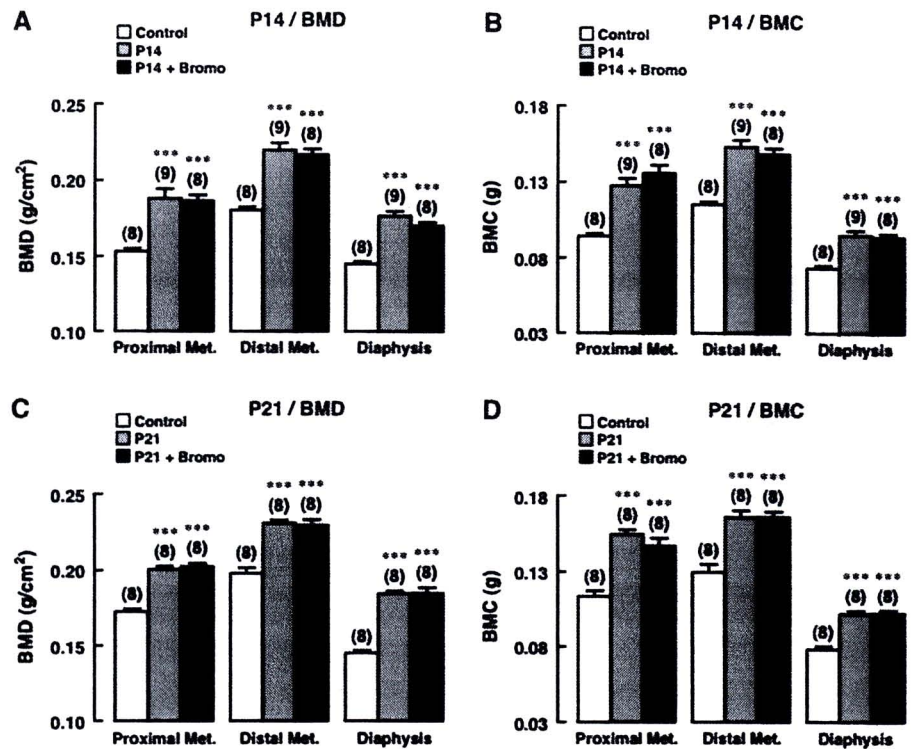 A
P14 / BMD
Control
P14
P14 + Bromo
BMD (g/cm²)
0.25
0.20
0.15
0.10
(8)
***
(9)
***
(8)
(8)
***
(9)
***
(8)
(8)
***
(9)
***
(8)
Proximal Met.
Distal Met.
Diaphysis
B
P14 / BMC
Control
P14
P14 + Bromo
BMC (g)
0.18
0.13
0.08
0.03
(8)
***
(9)
***
(8)
(8)
***
(9)
***
(8)
(8)
***
(9)
***
(8)
Proximal Met.
Distal Met.
Diaphysis
C
P21 / BMD
Control
P21
P21 + Bromo
BMD (g/cm²)
0.25
0.20
0.15
0.10
(8)
***
(8)
***
(8)
(8)
***
(8)
***
(8)
(8)
***
(8)
***
(8)
Proximal Met.
Distal Met.
Diaphysis
D
P21 / BMC
Control
P21
P21 + Bromo
BMC (g)
0.18
0.13
0.08
0.03
(8)
***
(8)
***
(8)
(8)
***
(8)
***
(8)
(8)
***
(8)
***
(8)
Proximal Met.
Distal Met.
Diaphysis